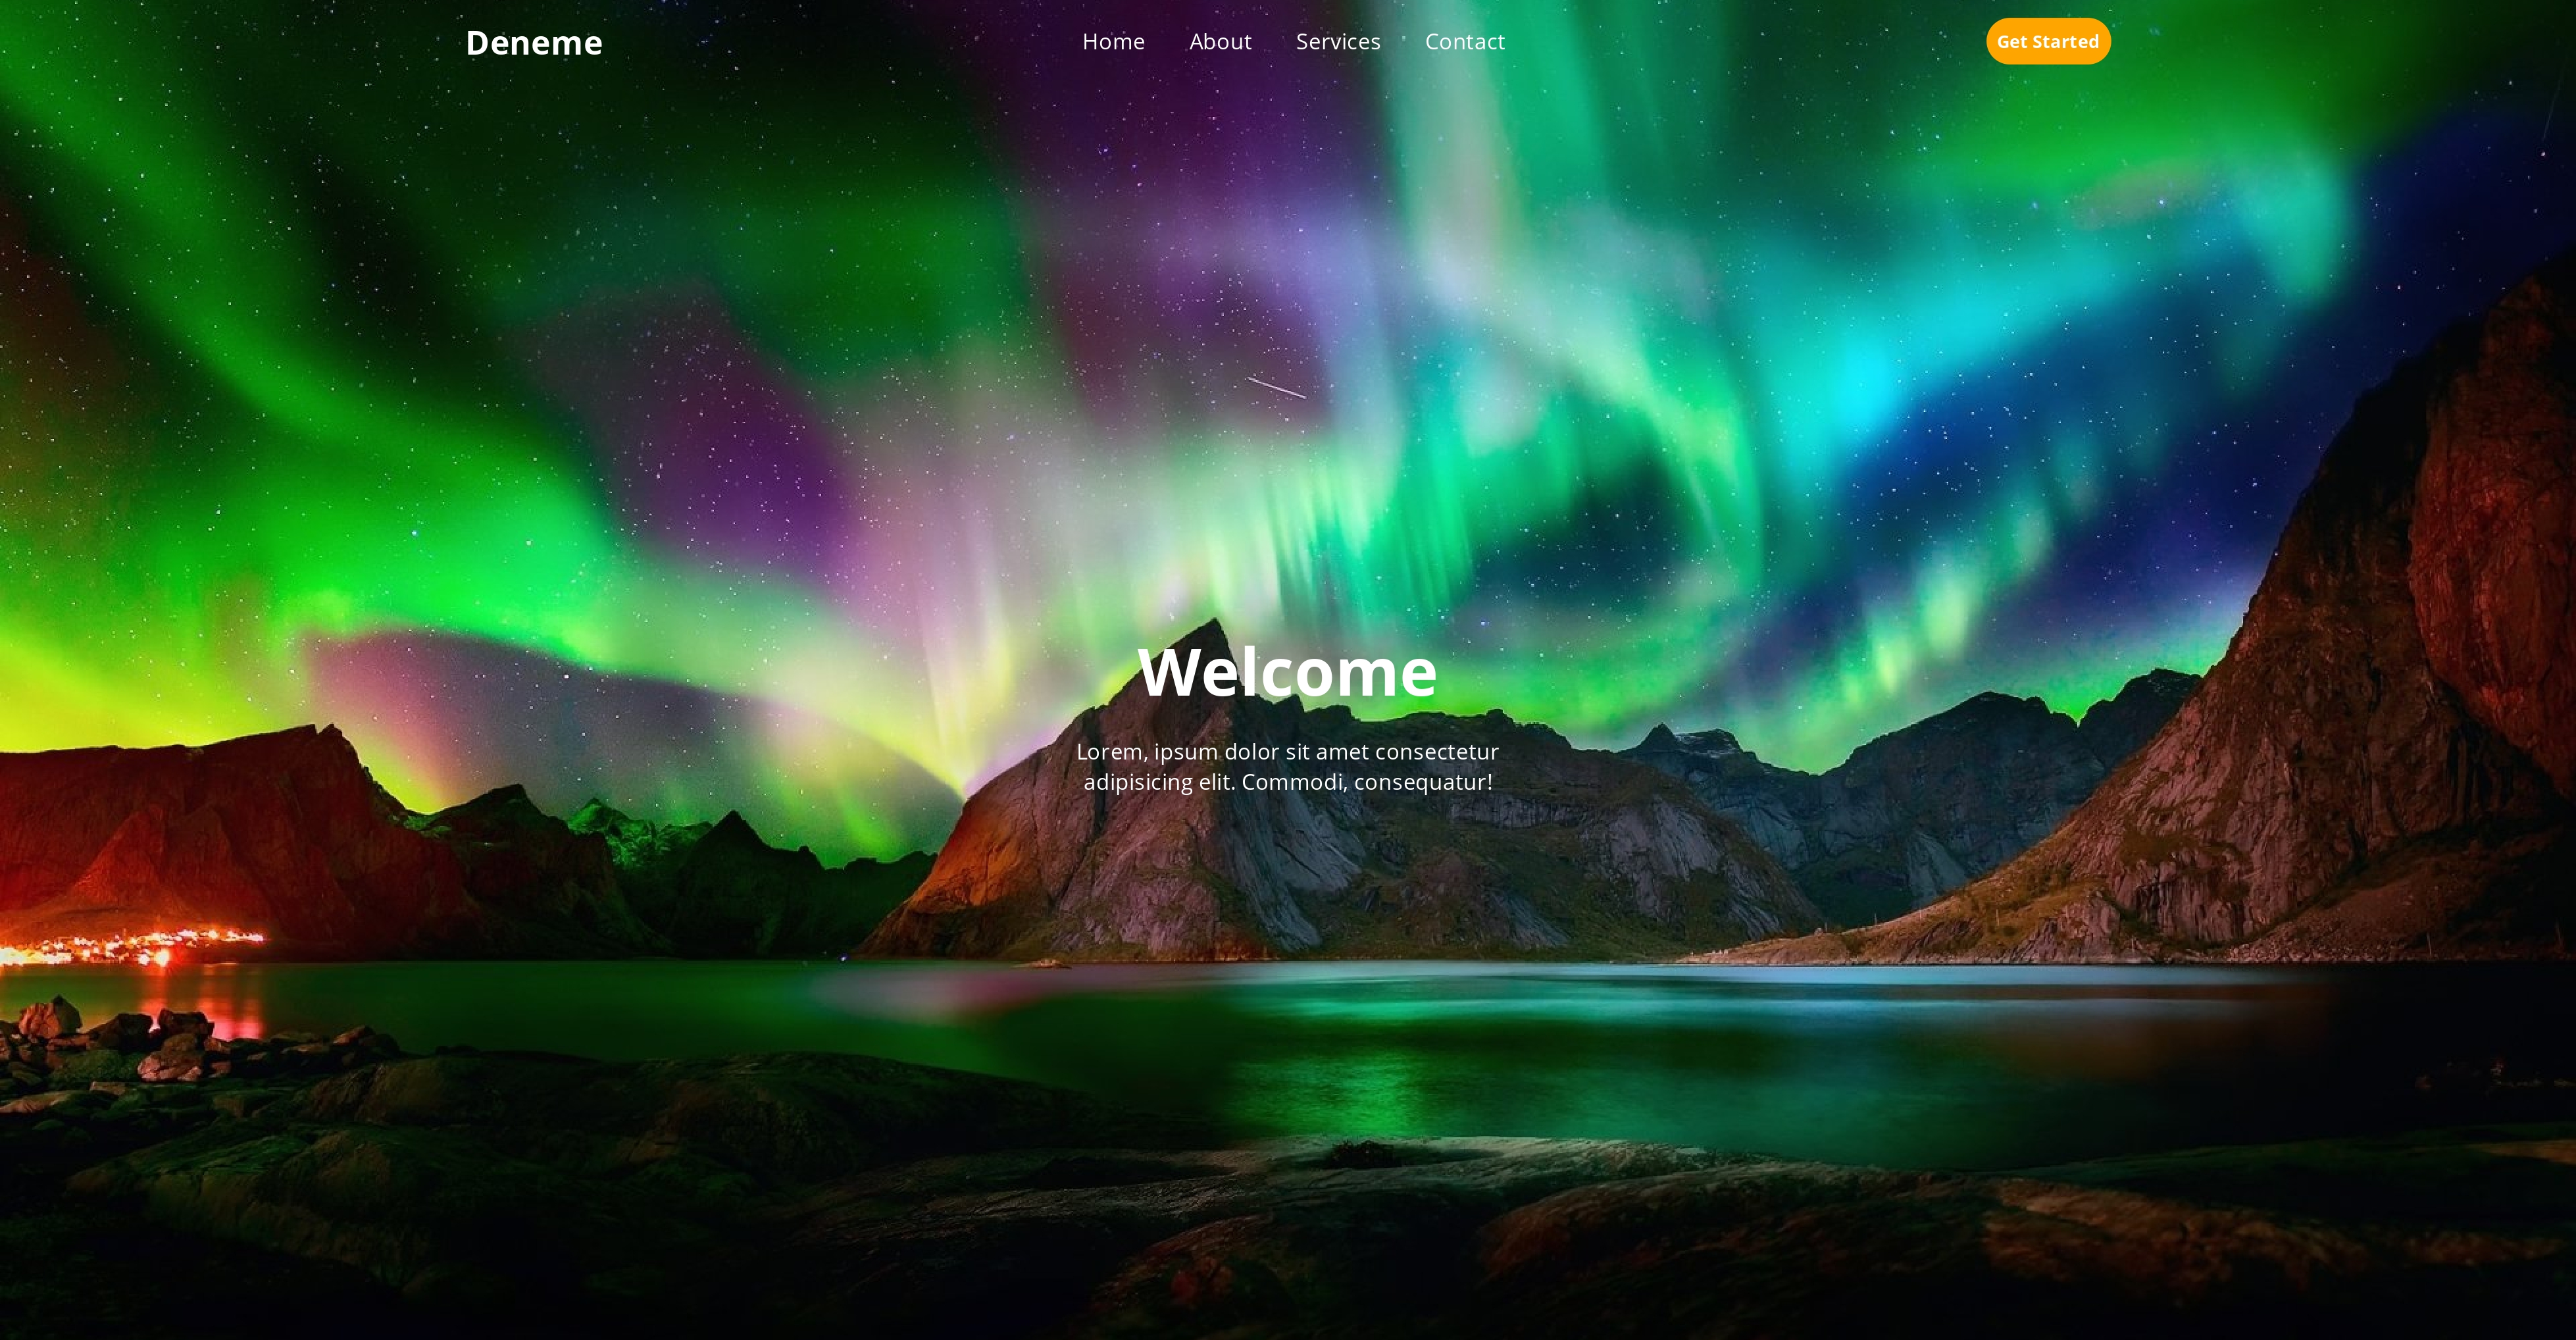 Deneme
Home About Services Contact
Get Started
Welcome
Lorem, ipsum dolor sit amet consectetur
adipisicing elit. Commodi, consequatur!